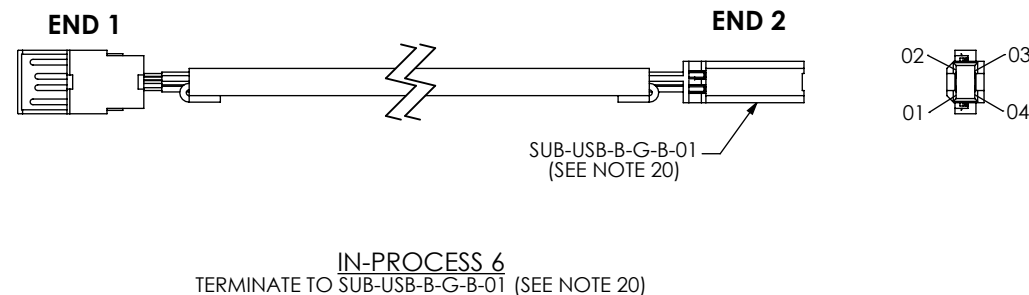 END 1
END 2
02
03
01
04
SUB-USB-B-G-B-01
(SEE NOTE 20)
IN-PROCESS 6
TERMINATE TO SUB-USB-B-G-B-01 (SEE NOTE 20)